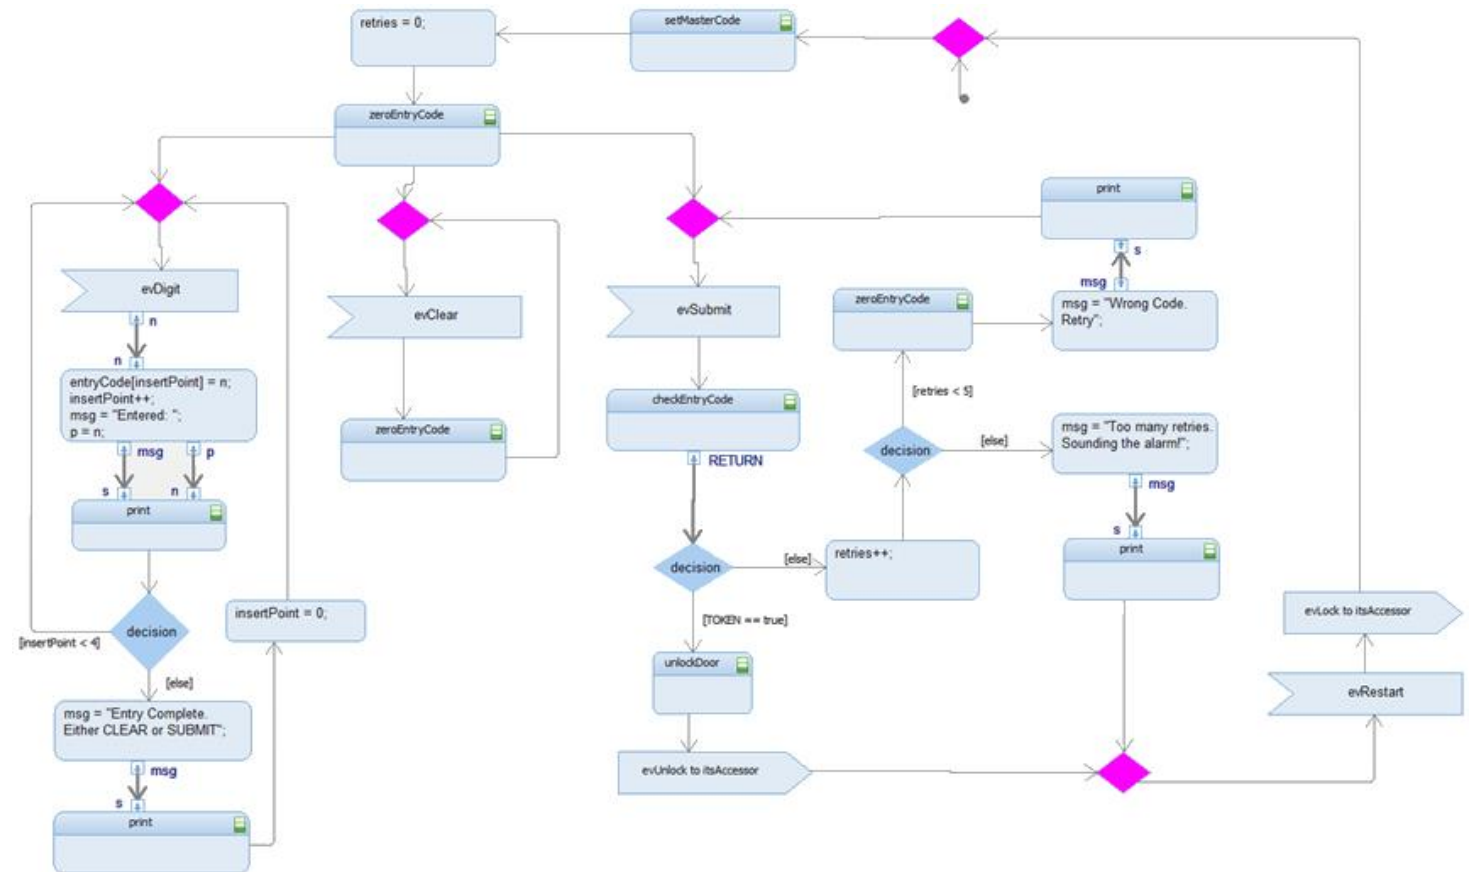 retries = 0;
setMasterCode
zeroEntryCode
evDigit
n
n
entryCode[insertPoint] = n;
insertPoint++;
msg = "Entered: ";
p = n;
msg
p
s
n
print
decision
[insertPoint < 4]
[else]
msg = "Entry Complete.
Either CLEAR or SUBMIT";
msg
s
print
insertPoint = 0;
evClear
zeroEntryCode
evSubmit
checkEntryCode
RETURN
decision
[else]
[TOKEN == true]
unlockDoor
evUnlock to itsAccessor
retries++;
decision
[retries < 5]
[else]
zeroEntryCode
msg = "Wrong Code.
Retry";
msg
s
print
msg = "Too many retries.
Sounding the alarm!";
msg
s
print
evRestart
evLock to itsAccessor